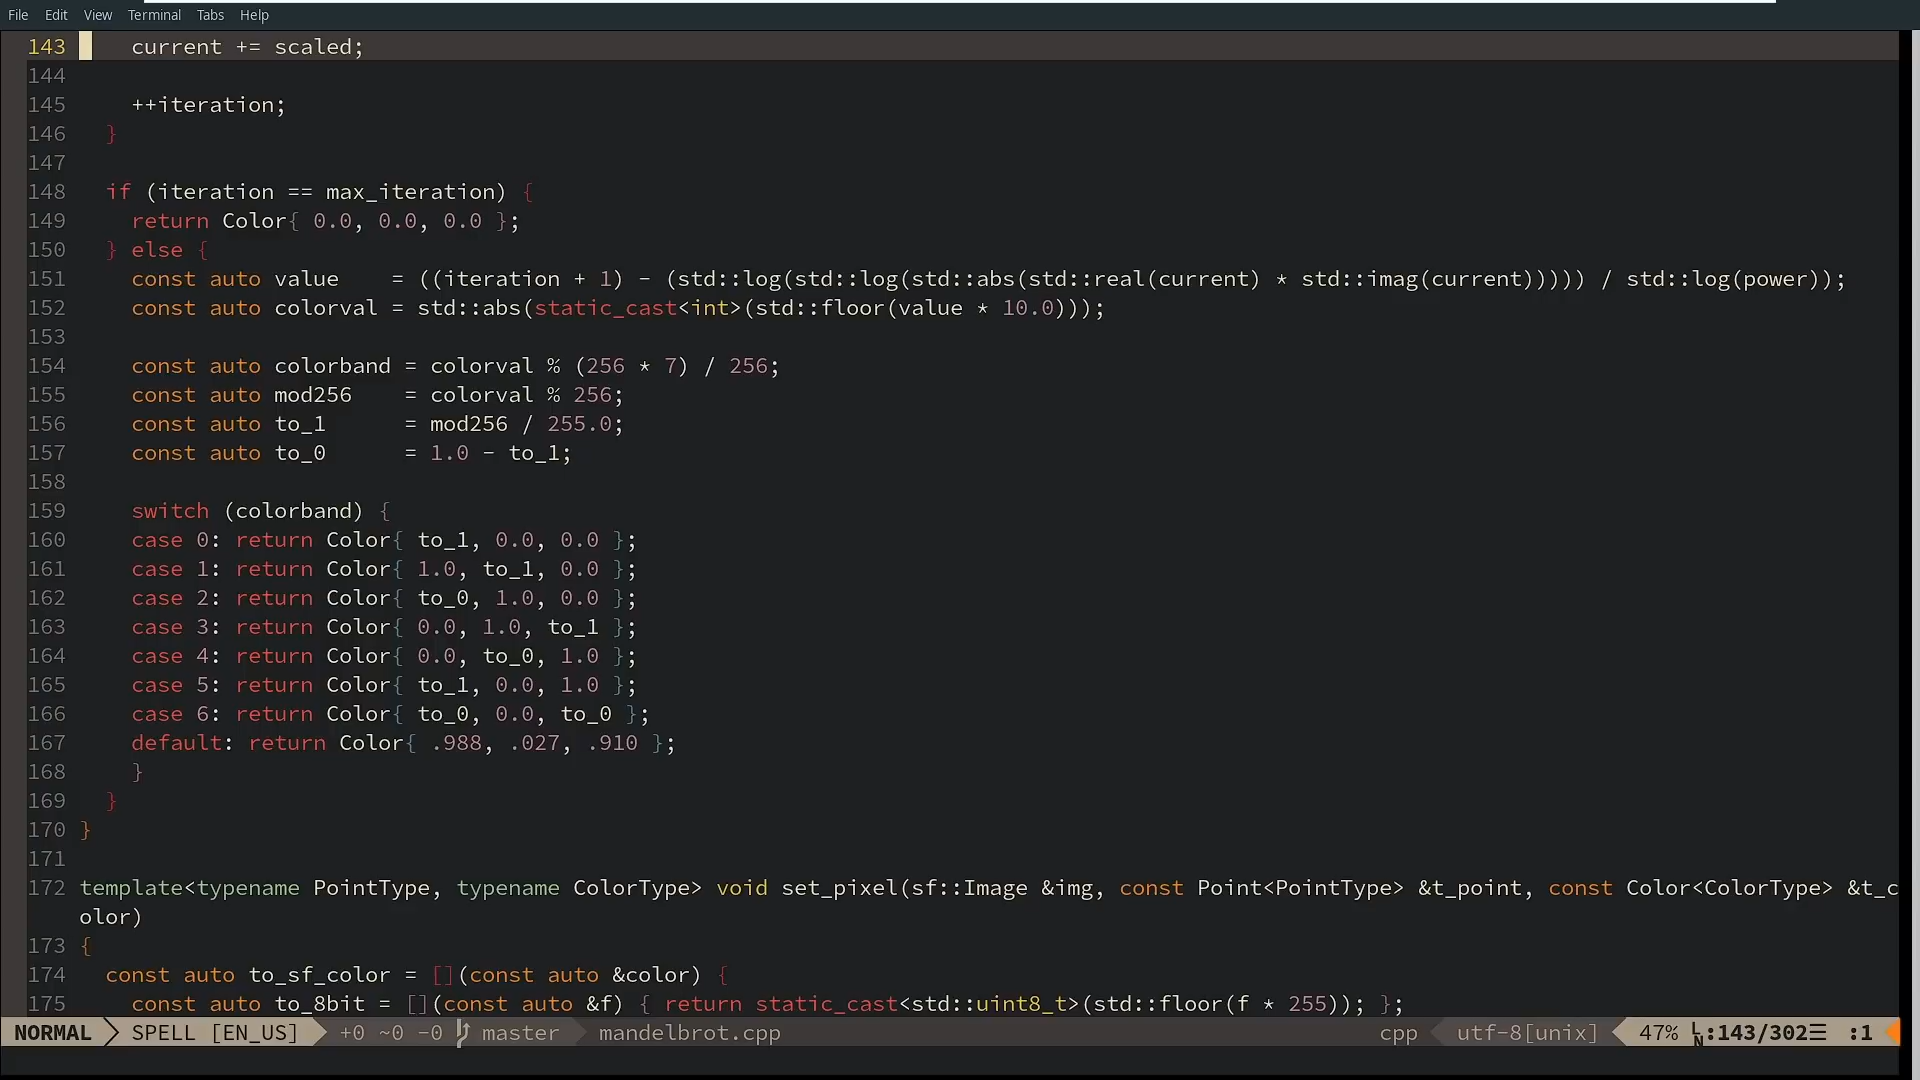 File Edit View Terminal Tabs Help
143     current += scaled;
144
145     ++iteration;
146   }
147
148   if (iteration == max_iteration) {
149     return Color{ 0.0, 0.0, 0.0 };
150   } else {
151     const auto value    = ((iteration + 1) - (std::log(std::log(std::abs(std::real(current) * std::imag(current))))) / std::log(power));
152     const auto colorval = std::abs(static_cast<int>(std::floor(value * 10.0)));
153
154     const auto colorband = colorval % (256 * 7) / 256;
155     const auto mod256    = colorval % 256;
156     const auto to_1      = mod256 / 255.0;
157     const auto to_0      = 1.0 - to_1;
158
159     switch (colorband) {
160     case 0: return Color{ to_1, 0.0, 0.0 };
161     case 1: return Color{ 1.0, to_1, 0.0 };
162     case 2: return Color{ to_0, 1.0, 0.0 };
163     case 3: return Color{ 0.0, 1.0, to_1 };
164     case 4: return Color{ 0.0, to_0, 1.0 };
165     case 5: return Color{ to_1, 0.0, 1.0 };
166     case 6: return Color{ to_0, 0.0, to_0 };
167     default: return Color{ .988, .027, .910 };
168     }
169   }
170 }
171
172 template<typename PointType, typename ColorType> void set_pixel(sf::Image &img, const Point<PointType> &t_point, const Color<ColorType> &t_c
olor)
173 {
174   const auto to_sf_color = [](const auto &color) {
175     const auto to_8bit = [](const auto &f) { return static_cast<std::uint8_t>(std::floor(f * 255)); };
NORMAL SPELL [EN_US] +0 ~0 -0 master mandelbrot.cpp cpp utf-8[unix] 47% LN:143/302☰ :1